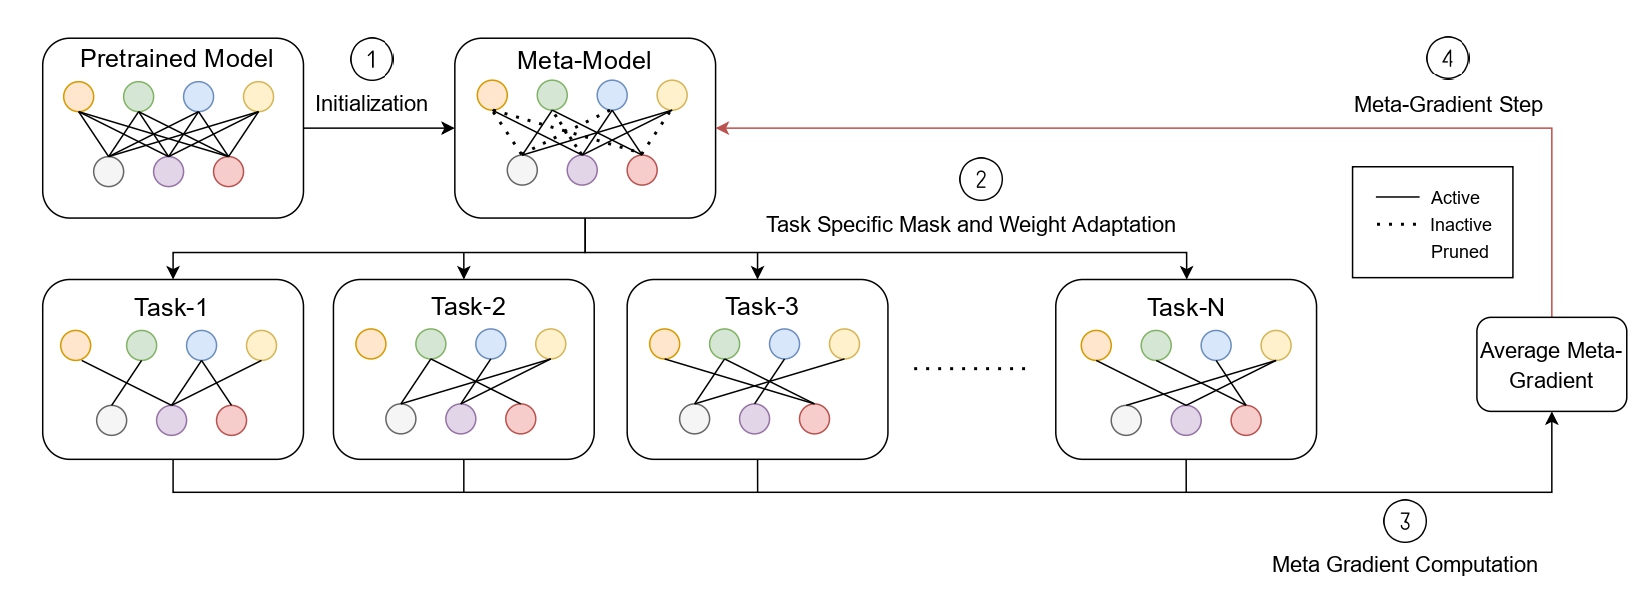 Pretrained Model
1
Initialization
Meta-Model
4
Meta-Gradient Step
2
Task Specific Mask and Weight Adaptation
Active
Inactive
Pruned
Task-1
Task-2
Task-3
Task-N
Average Meta-
Gradient
3
Meta Gradient Computation